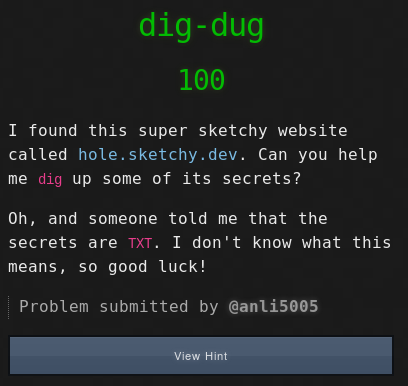 dig-dug
100
I found this super sketchy website
called hole.sketchy.dev. Can you help
me dig up some of its secrets?
Oh, and someone told me that the
secrets are TXT. I don't know what this
means, so good luck!
Problem submitted by @anli5005
View Hint